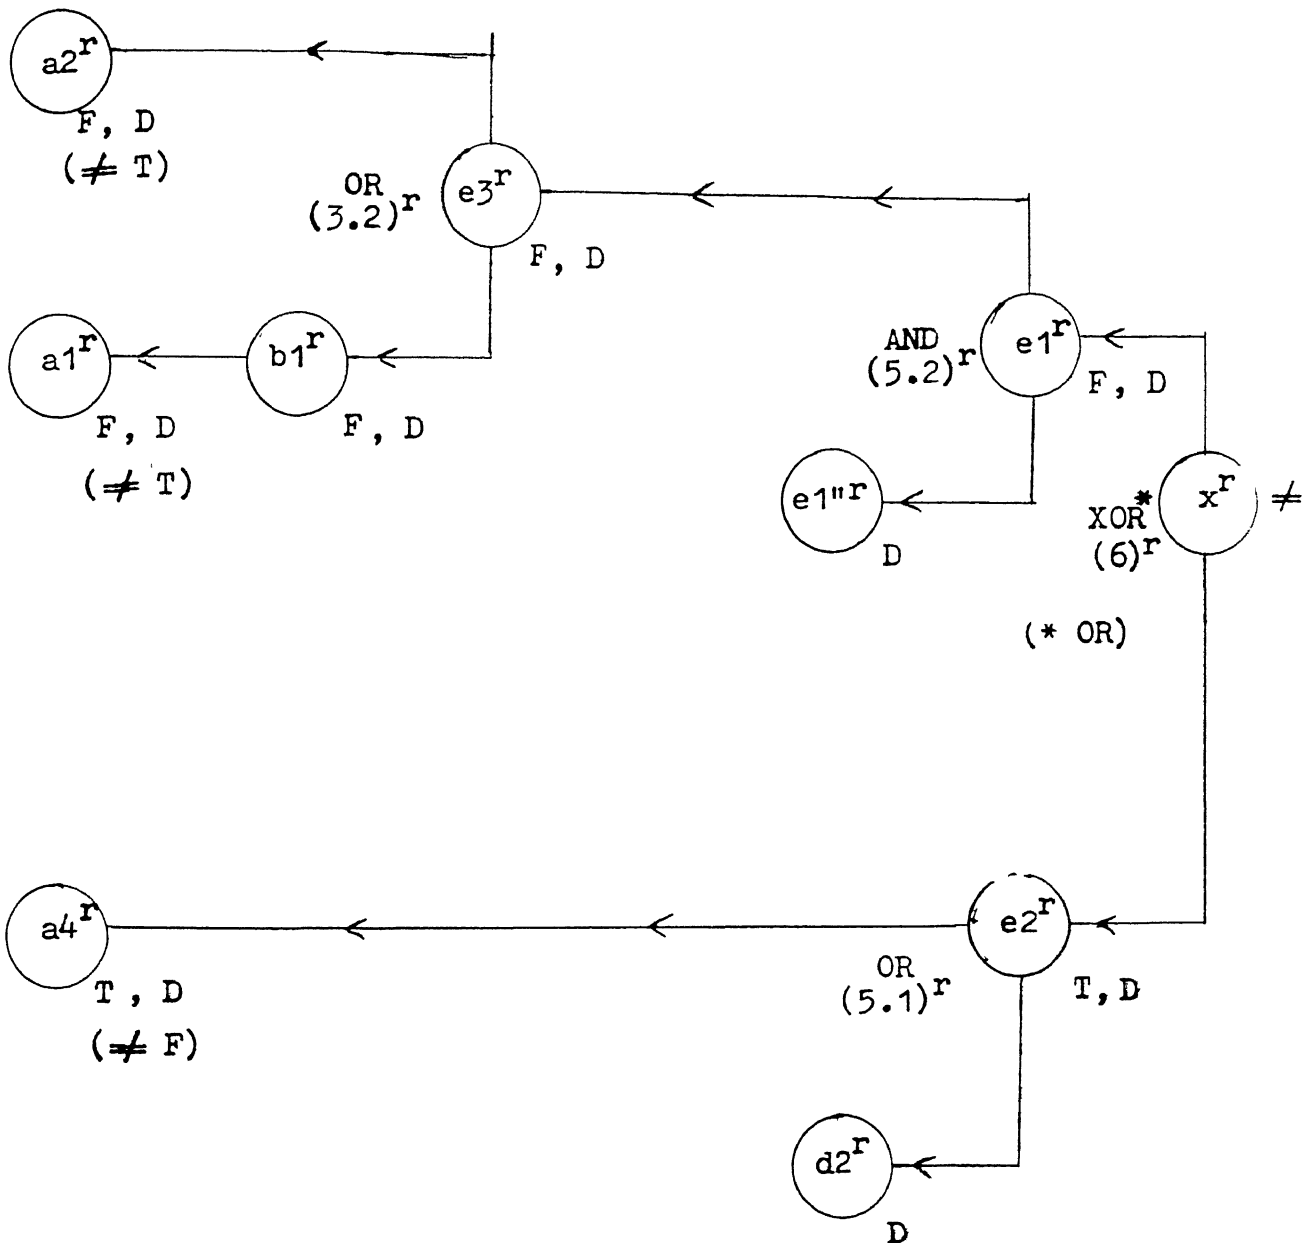 a2^r
F, D
(≠ T)
OR
(3.2)^r
e3^r
F, D
a1^r
F, D
(≠ T)
b1^r
F, D
AND
(5.2)^r
e1^r
F, D
e1"^r
D
XOR*
(6)^r
x^r
≠
(* OR)
a4^r
T, D
(≠ F)
OR
(5.1)^r
e2^r
T, D
d2^r
D